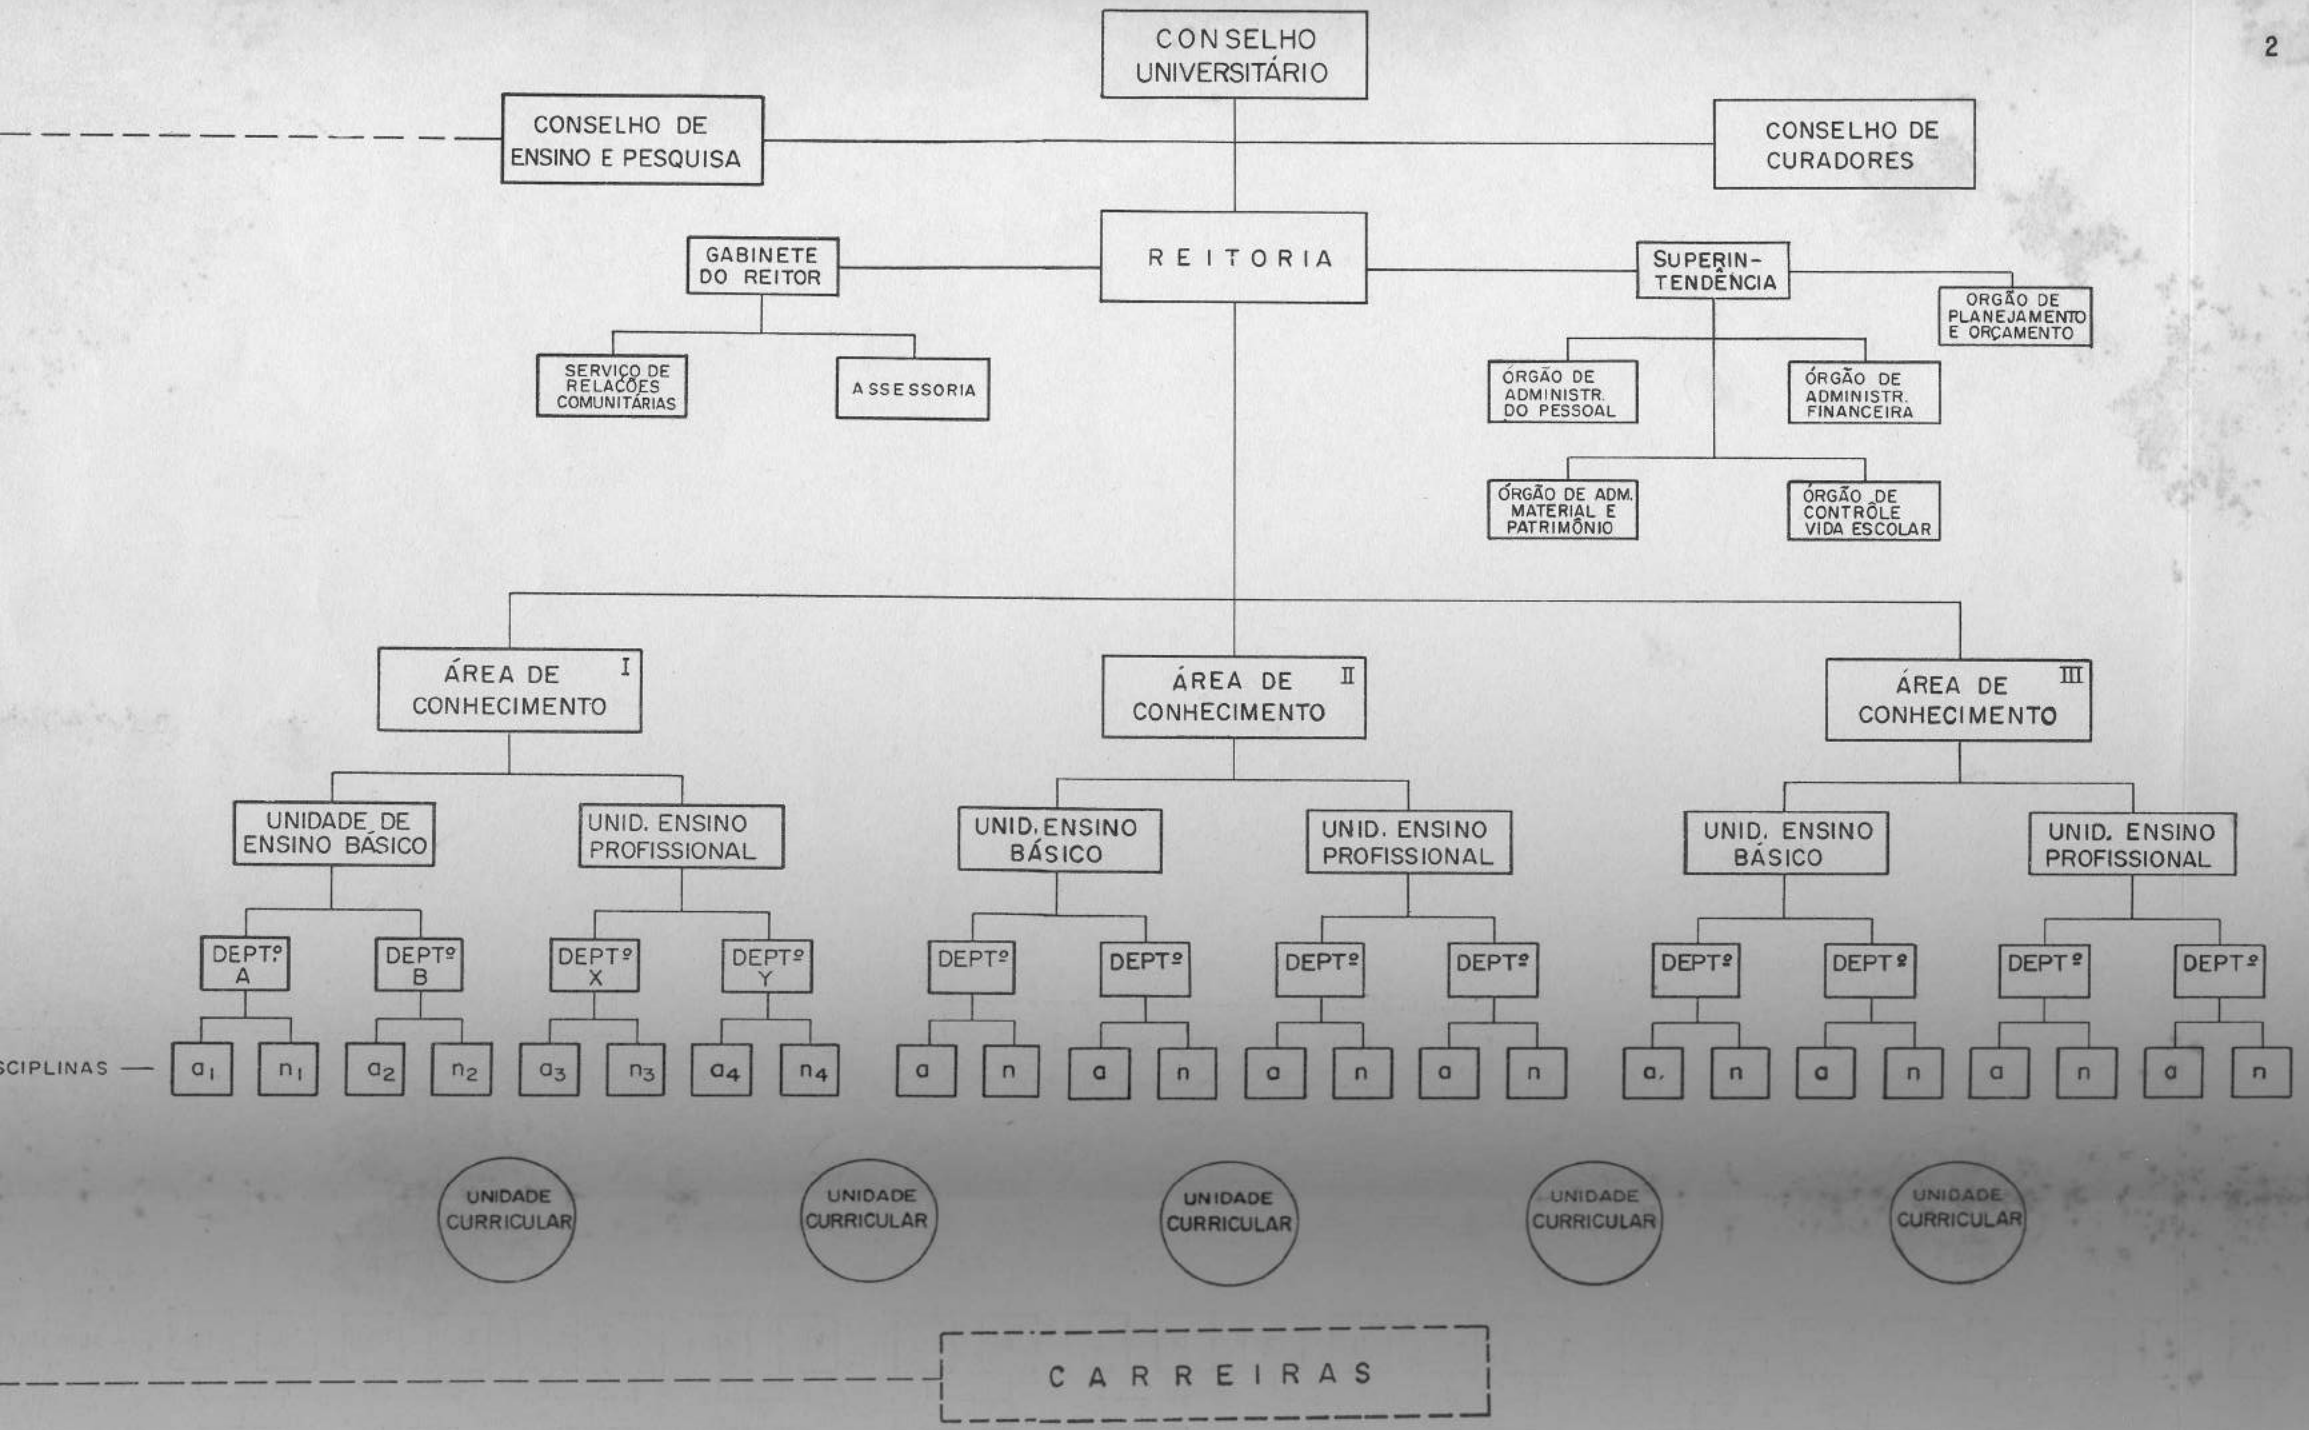 2
CONSELHO
UNIVERSITÁRIO
CONSELHO DE
ENSINO E PESQUISA
CONSELHO DE
CURADORES
REITORIA
GABINETE
DO REITOR
SUPERIN-
TENDÊNCIA
ORGÃO DE
PLANEJAMENTO
E ORÇAMENTO
SERVIÇO DE
RELAÇÕES
COMUNITÁRIAS
ASSESSORIA
ÓRGÃO DE
ADMINISTR.
DO PESSOAL
ÓRGÃO DE
ADMINISTR.
FINANCEIRA
ÓRGÃO DE ADM.
MATERIAL E
PATRIMÔNIO
ÓRGÃO DE
CONTRÔLE
VIDA ESCOLAR
ÁREA DE I
CONHECIMENTO
ÁREA DE II
CONHECIMENTO
ÁREA DE III
CONHECIMENTO
UNIDADE DE
ENSINO BÁSICO
UNID. ENSINO
PROFISSIONAL
UNID. ENSINO
BÁSICO
UNID. ENSINO
PROFISSIONAL
UNID. ENSINO
BÁSICO
UNID. ENSINO
PROFISSIONAL
DEPTº
A
DEPTº
B
DEPTº
X
DEPTº
Y
DEPTº
DEPTº
DEPTº
DEPTº
DEPTº
DEPTº
DEPTº
DEPTº
SCIPLINAS — a1 n1 a2 n2 a3 n3 a4 n4 a n a n a n a n a. n a n a n a n
UNIDADE
CURRICULAR
UNIDADE
CURRICULAR
UNIDADE
CURRICULAR
UNIDADE
CURRICULAR
UNIDADE
CURRICULAR
CARREIRAS